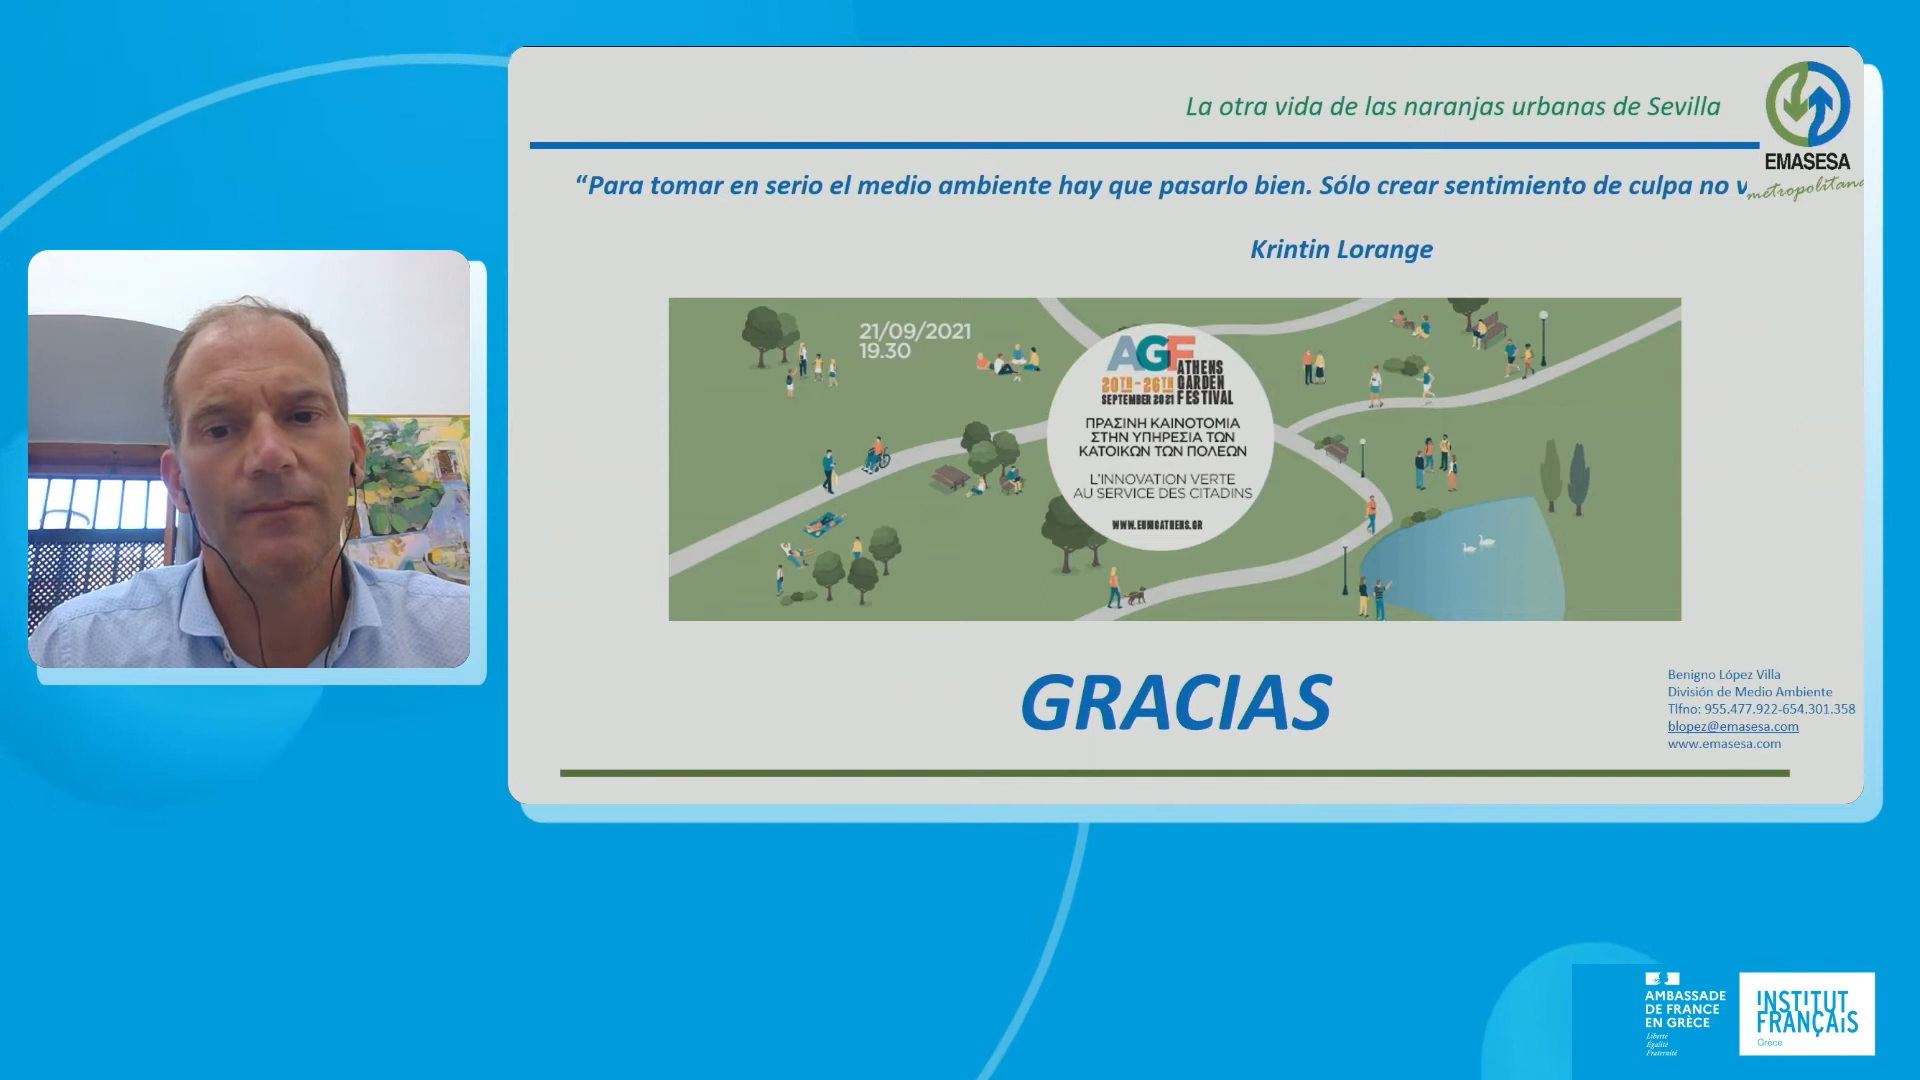 La otra vida de las naranjas urbanas de Sevilla
EMASESA
metropolitana
“Para tomar en serio el medio ambiente hay que pasarlo bien. Sólo crear sentimiento de culpa no v
Krintin Lorange
21/09/2021
19.30
AGF
ATHENS
GARDEN
FESTIVAL
20TH-26TH
SEPTEMBER 2021
ΠΡΑΣΙΝΗ ΚΑΙΝΟΤΟΜΙΑ
ΣΤΗΝ ΥΠΗΡΕΣΙΑ ΤΩΝ
ΚΑΤΟΙΚΩΝ ΤΩΝ ΠΟΛΕΩΝ
L'INNOVATION VERTE
AU SERVICE DES CITADINS
WWW.EUNICATHENS.GR
GRACIAS
Benigno López Villa
División de Medio Ambiente
Tlfno: 955.477.922-654.301.358
blopez@emasesa.com
www.emasesa.com
AMBASSADE
DE FRANCE
EN GRÈCE
Liberté
Égalité
Fraternité
INSTITUT
FRANÇAIS
Grèce